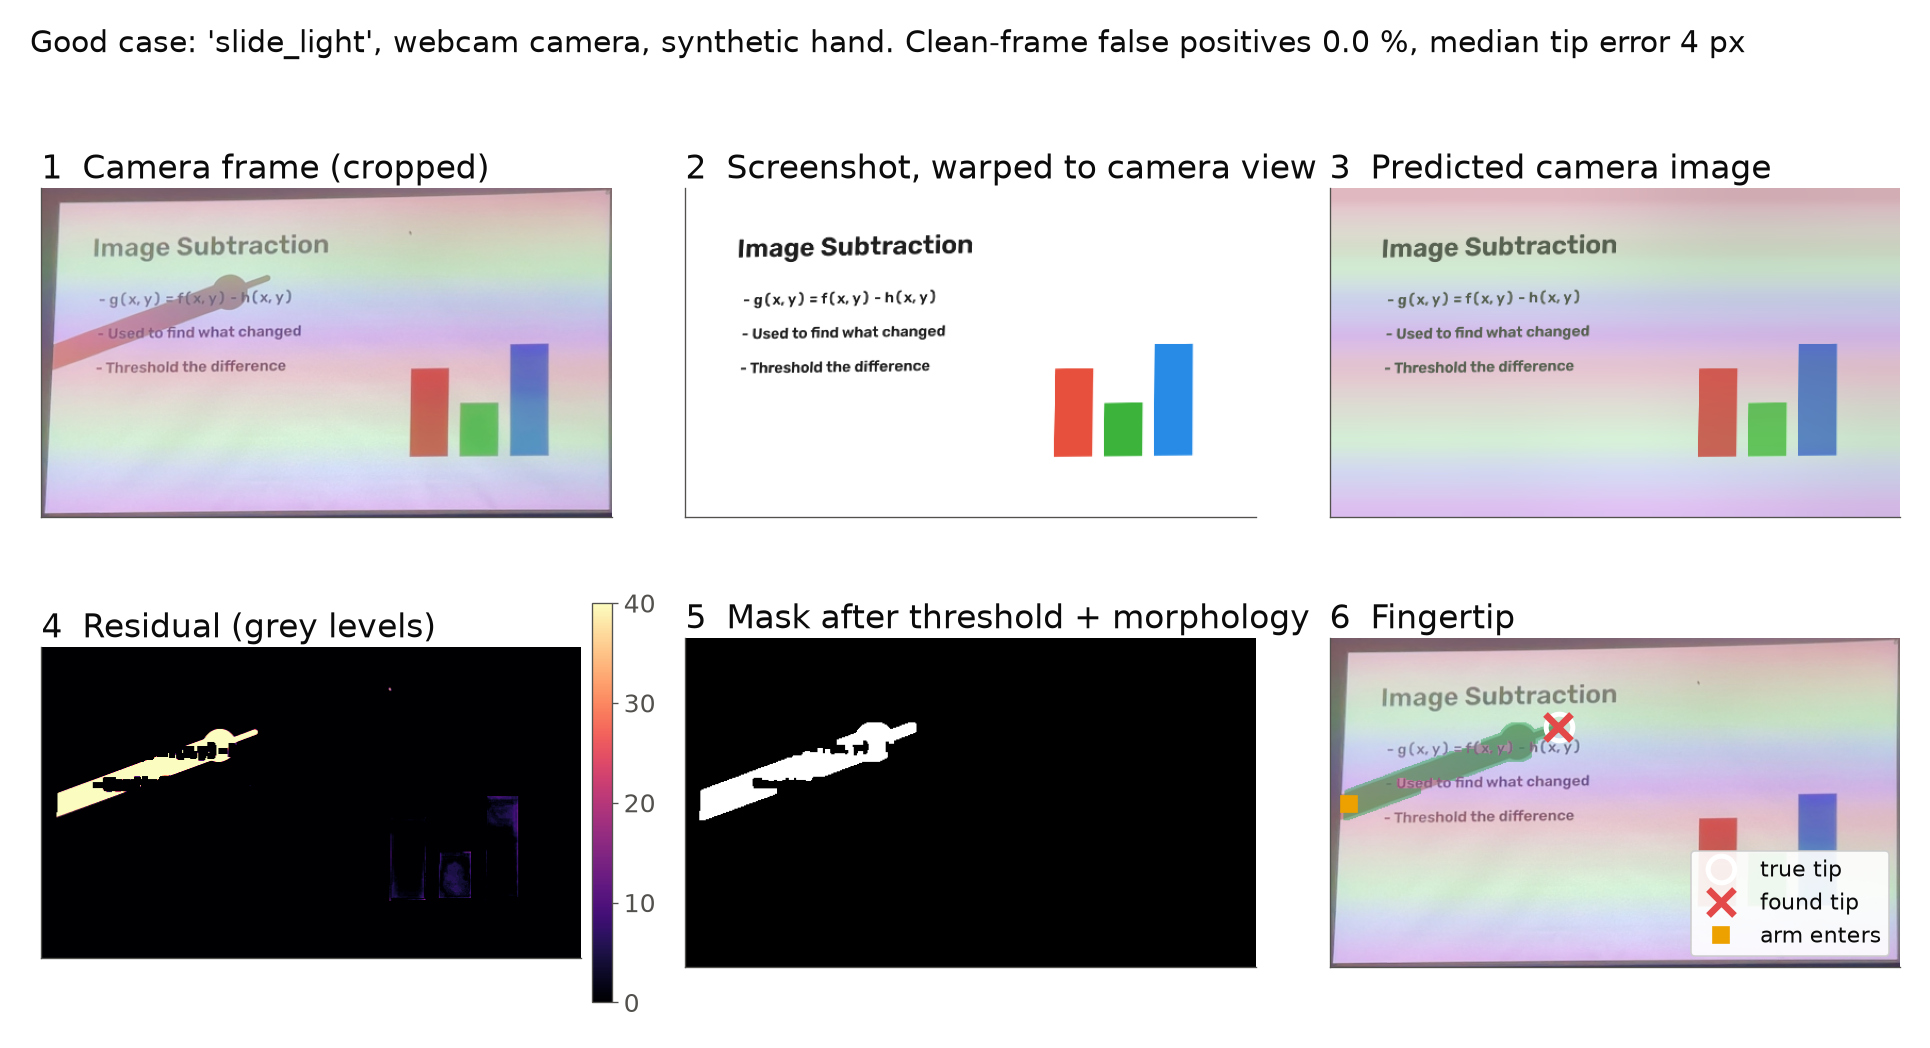 Good case: 'slide_light', webcam camera, synthetic hand. Clean-frame false positives 0.0 %, median tip error 4 px
1 Camera frame (cropped)
Image Subtraction
- g(x, y) = f(x, y) - h(x, y)
- Used to find what changed
- Threshold the difference
2 Screenshot, warped to camera view
Image Subtraction
- g(x, y) = f(x, y) - h(x, y)
- Used to find what changed
- Threshold the difference
3 Predicted camera image
Image Subtraction
- g(x, y) = f(x, y) - h(x, y)
- Used to find what changed
- Threshold the difference
4 Residual (grey levels)
40
30
20
10
0
5 Mask after threshold + morphology
6 Fingertip
Image Subtraction
- g(x, y) = f(x, y) - h(x, y)
- Used to find what changed
- Threshold the difference
true tip
found tip
arm enters